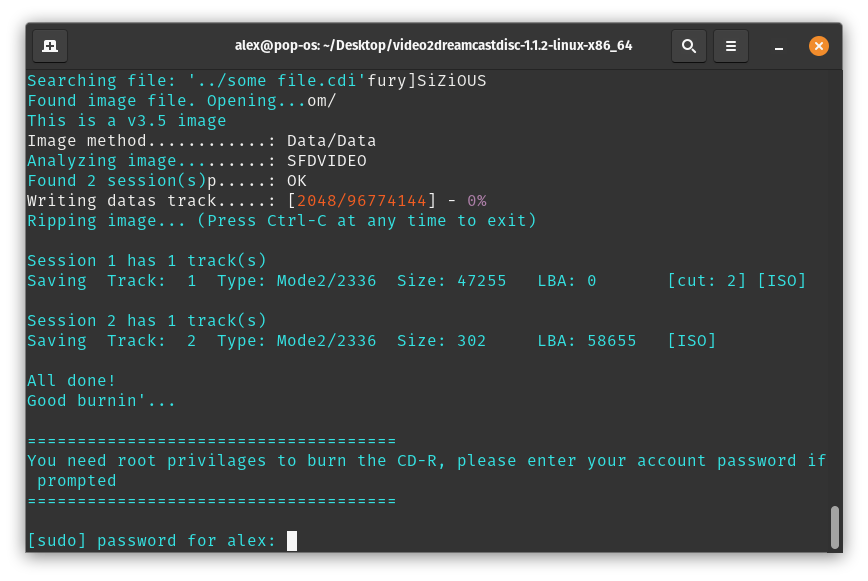 alex@pop-os: ~/Desktop/video2dreamcastdisc-1.1.2-linux-x86_64
Searching file: '../some file.cdi'fury]SiZiOUS
Found image file. Opening...om/
This is a v3.5 image
Image method............: Data/Data
Analyzing image.........: SFDVIDEO
Found 2 session(s)p.....: OK
Writing datas track.....: [2048/96774144] - 0%
Ripping image... (Press Ctrl-C at any time to exit)
Session 1 has 1 track(s)
Saving  Track:  1  Type: Mode2/2336  Size: 47255   LBA: 0       [cut: 2] [ISO]
Session 2 has 1 track(s)
Saving  Track:  2  Type: Mode2/2336  Size: 302     LBA: 58655   [ISO]
All done!
Good burnin'...
=====================================
You need root privilages to burn the CD-R, please enter your account password if
 prompted
=====================================
[sudo] password for alex: